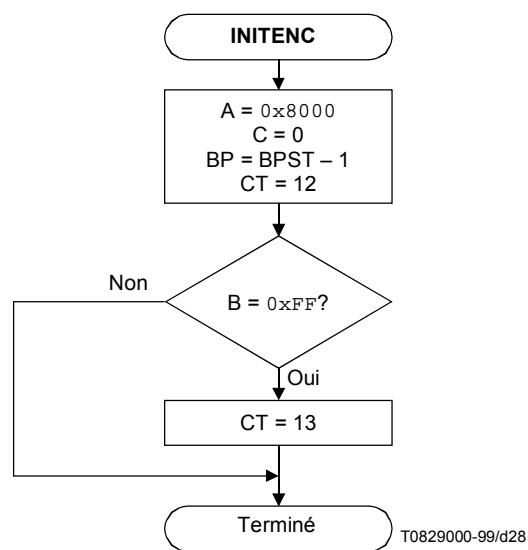 INITENC
A = 0x8000
C = 0
BP = BPST – 1
CT = 12
Non
B = 0xFF?
Oui
CT = 13
Terminé
T0829000-99/d28